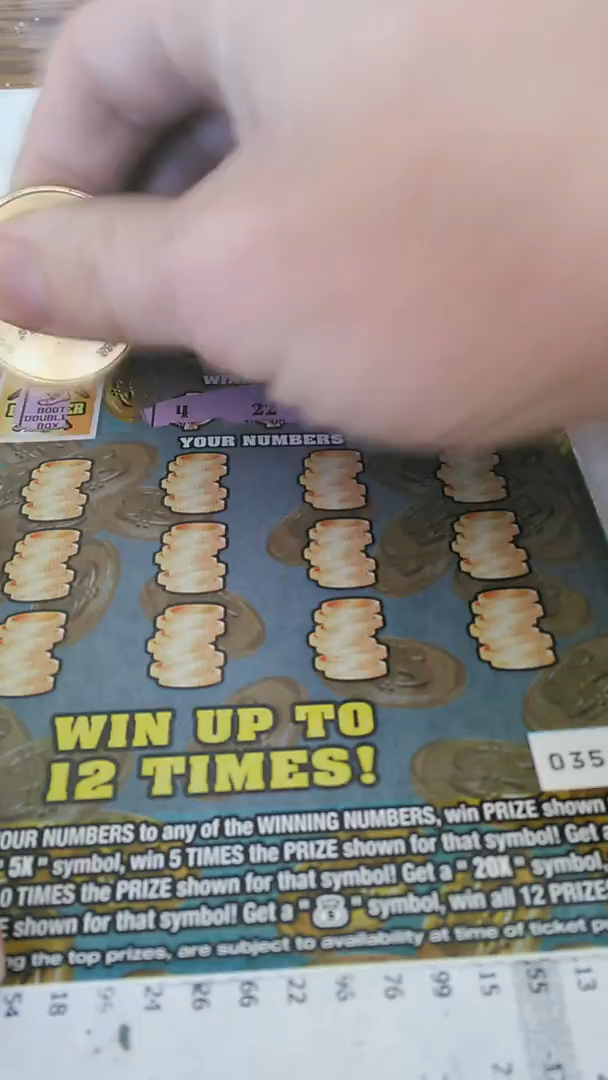 BOOT
DOUBLE
BOX
4 22
YOUR NUMBERS
WIN UP TO
12 TIMES!
035
OUR NUMBERS to any of the WINNING NUMBERS, win PRIZE shown
"5X" symbol, win 5 TIMES the PRIZE shown for that symbol! Get a
0 TIMES the PRIZE shown for that symbol! Get a "20X" symbol
E shown for that symbol! Get a " $ " symbol, win all 12 PRIZE
ng the top prizes, are subject to availability at time of ticket p
54 18 24 26 66 22 76 99 15 55 13